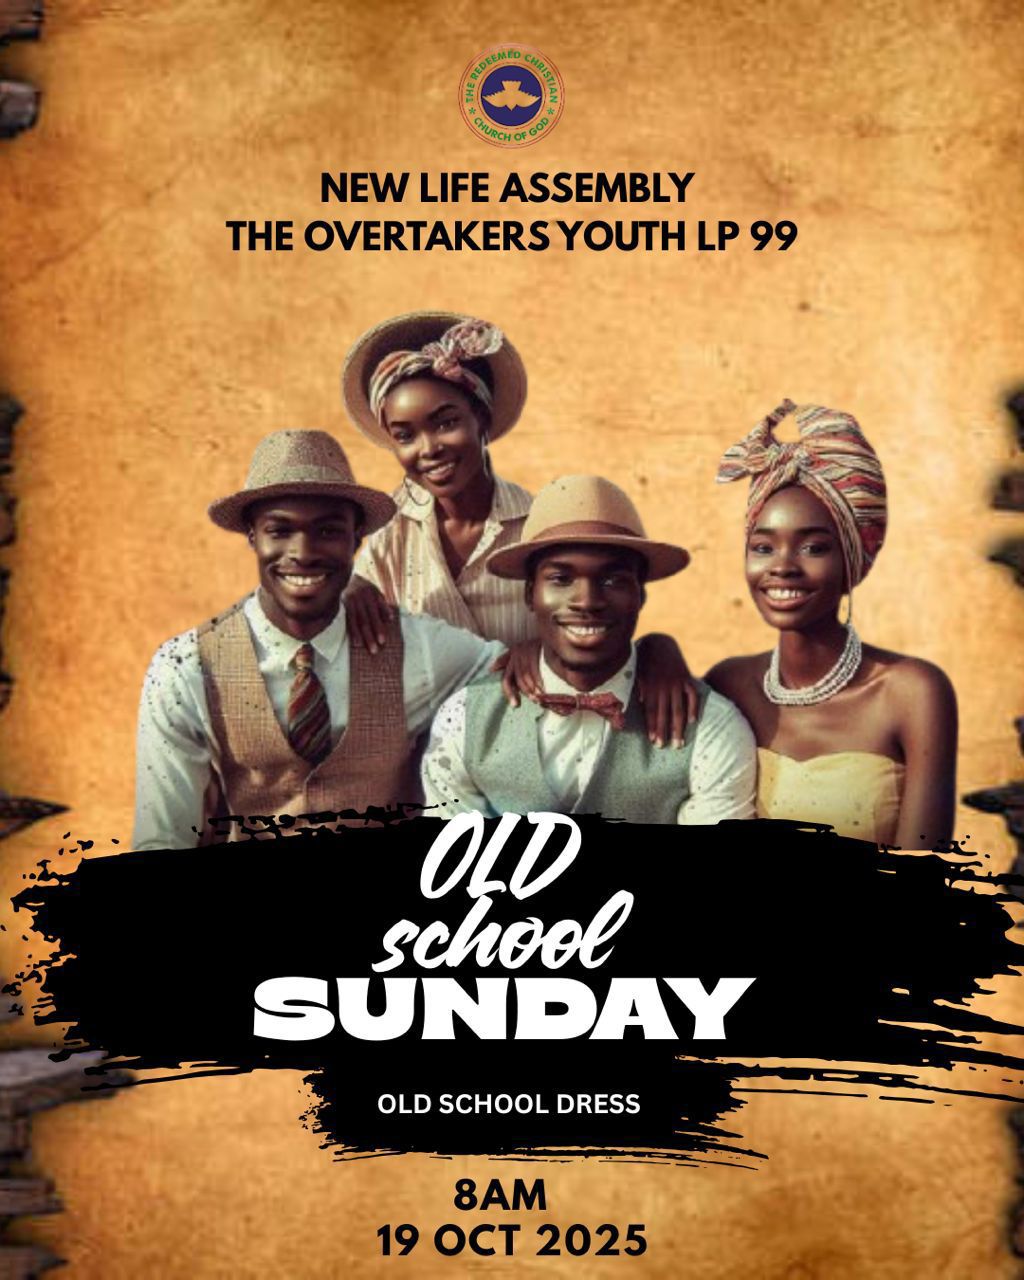 THE REDEEMED CHRISTIAN
CHURCH OF GOD
NEW LIFE ASSEMBLY
THE OVERTAKERS YOUTH LP 99
OLD
school
SUNDAY
OLD SCHOOL DRESS
8AM
19 OCT 2025